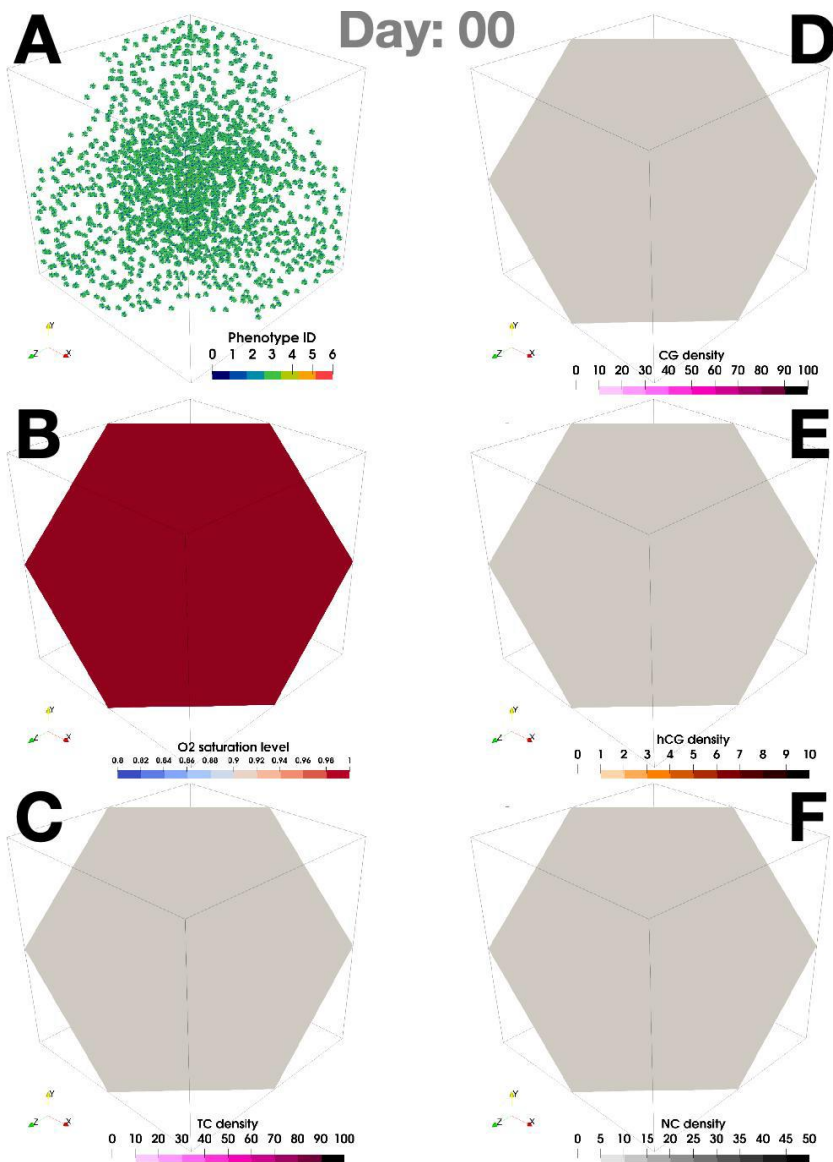 Day: 00
A
Y
Z X
Phenotype ID
0 1 2 3 4 5 6
D
Y
Z X
CG density
0 10 20 30 40 50 60 70 80 90 100
B
Y
Z X
O2 saturation level
0.8 0.82 0.84 0.86 0.88 0.9 0.92 0.94 0.96 0.98 1
E
Y
Z X
hCG density
0 1 2 3 4 5 6 7 8 9 10
C
Y
Z X
TC density
0 10 20 30 40 50 60 70 80 90 100
F
Y
Z X
NC density
0 5 10 15 20 25 30 35 40 45 50